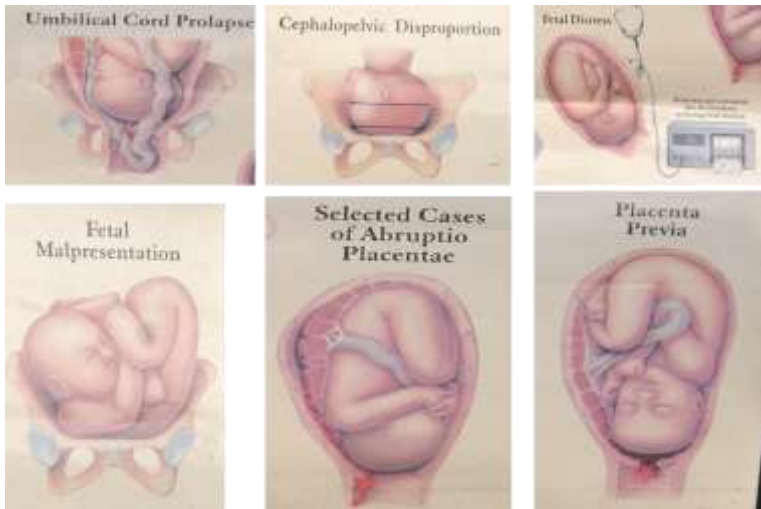 Umbilical Cord Prolapse
Cephalopelvic Disproportion
Fetal Distress
Fetal
Malpresentation
Selected Cases
of Abruptio
Placentae
Placenta
Previa